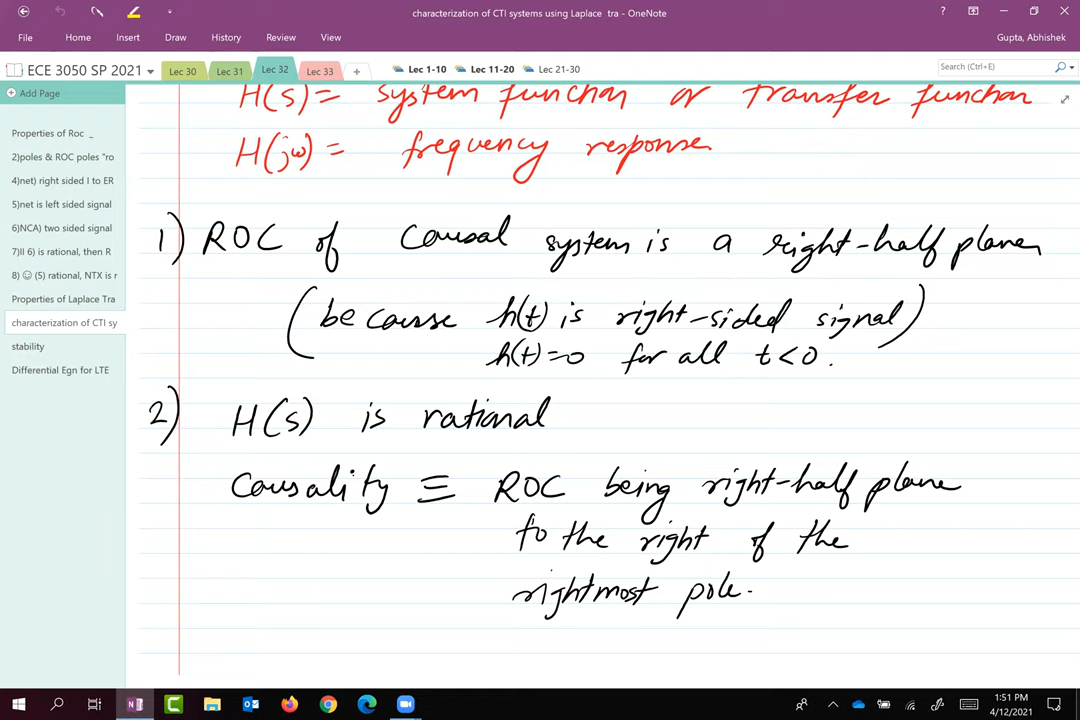 characterization of CTI systems using Laplace tra - OneNote
File Home Insert Draw History Review View
Gupta, Abhishek
ECE 3050 SP 2021
Lec 30 Lec 31 Lec 32 Lec 33
Lec 1-10 Lec 11-20 Lec 21-30
Search (Ctrl+E)
Add Page
Properties of Roc _
2)poles & ROC poles "ro
4)net) right sided I to ER
5)net is left sided signal
6)NCA) two sided signal
7)II 6) is rational, then R
8) ☺ (5) rational, NTX is r
Properties of Laplace Tra
characterization of CTI sy
stability
Differential Egn for LTE
H(s) = system function or transfer function
H(jω) = frequency response
1) ROC of Causal system is a right-half plane
(because h(t) is right-sided signal)
h(t)=0 for all t<0.
2) H(s) is rational
Causality ≡ ROC being right-half plane
to the right of the
rightmost pole.
1:51 PM
4/12/2021